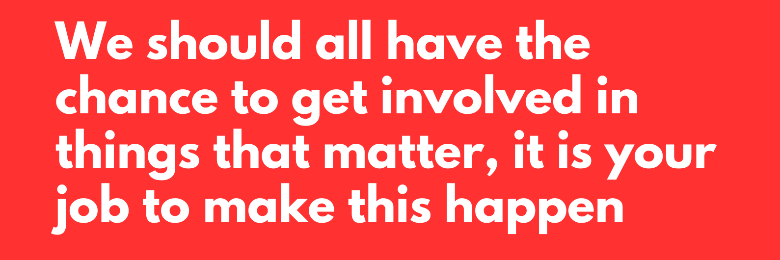 We should all have the
chance to get involved in
things that matter, it is your
job to make this happen